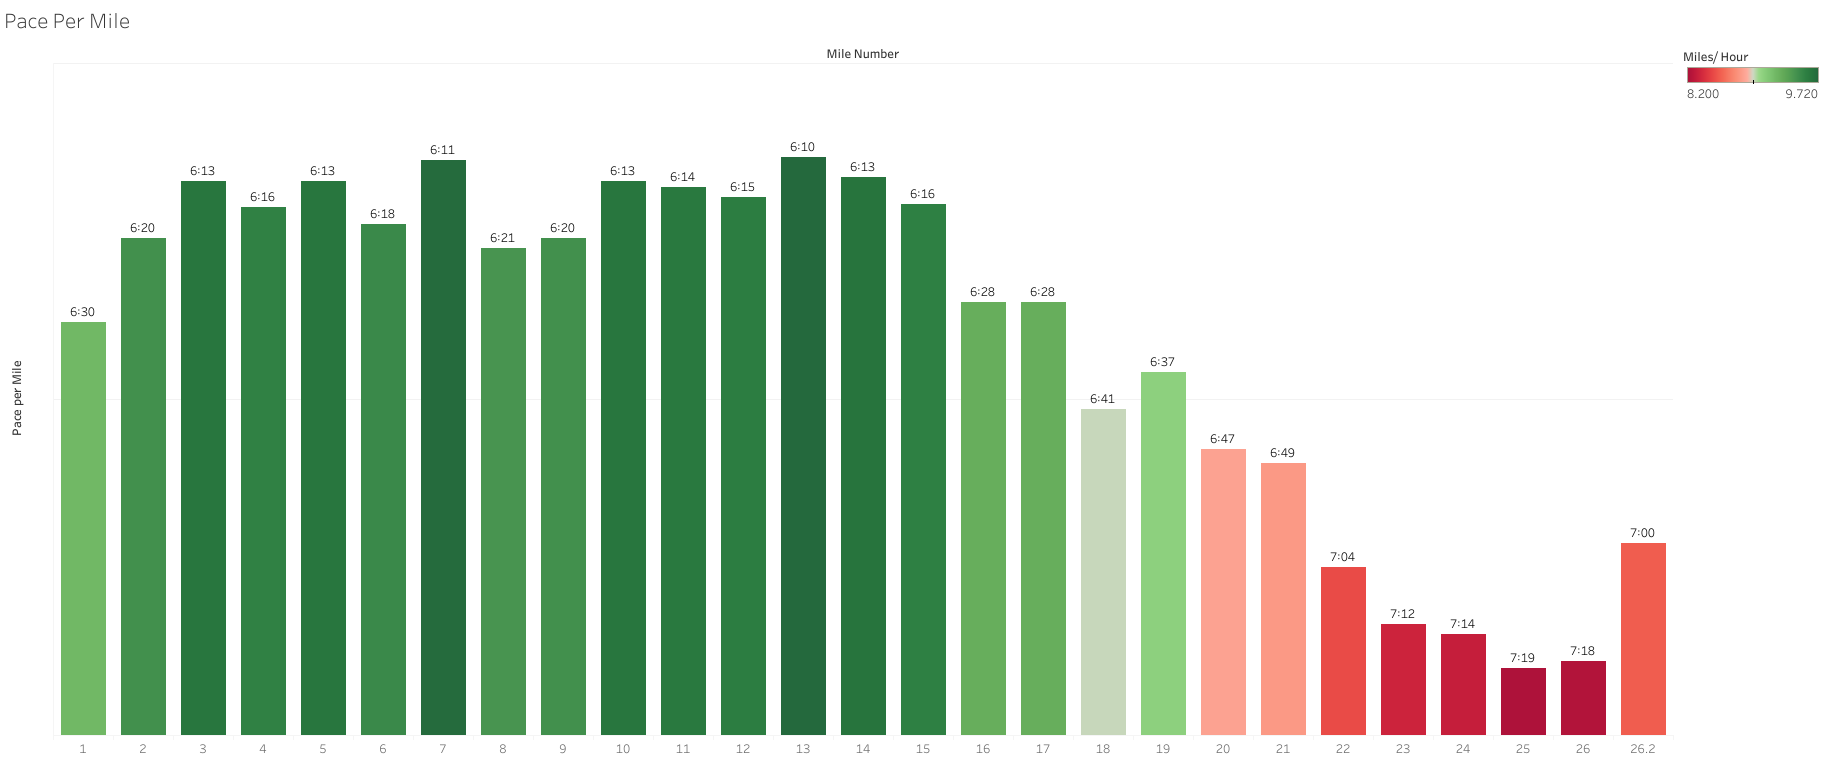 Pace Per Mile
Mile Number
Miles/ Hour
8.200 9.720
Pace per Mile
6:30 6:20 6:13 6:16 6:13 6:18 6:11 6:21 6:20 6:13 6:14 6:15 6:10 6:13 6:16 6:28 6:28 6:41 6:37 6:47 6:49 7:04 7:12 7:14 7:19 7:18 7:00
1 2 3 4 5 6 7 8 9 10 11 12 13 14 15 16 17 18 19 20 21 22 23 24 25 26 26.2